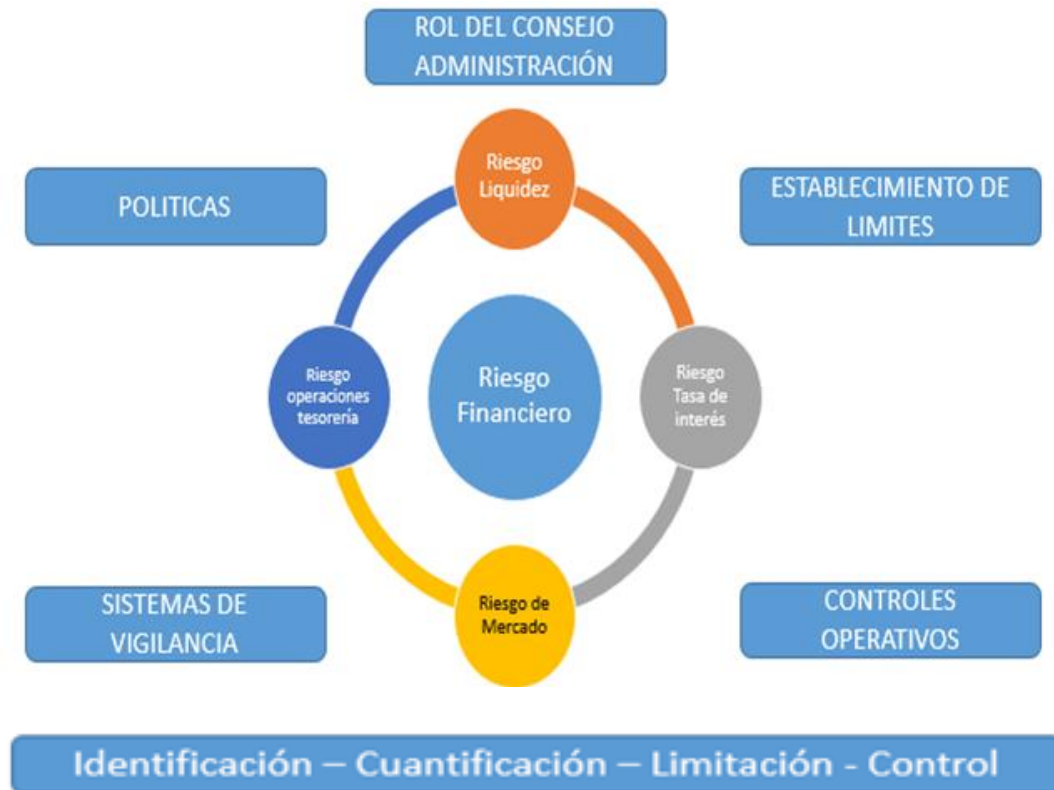 ROL DEL CONSEJO
ADMINISTRACIÓN
Riesgo
Liquidez
POLITICAS
ESTABLECIMIENTO DE
LIMITES
Riesgo
operaciones
tesorería
Riesgo
Financiero
Riesgo
Tasa de
interés
Riesgo de
Mercado
SISTEMAS DE
VIGILANCIA
CONTROLES
OPERATIVOS
Identificación – Cuantificación – Limitación - Control